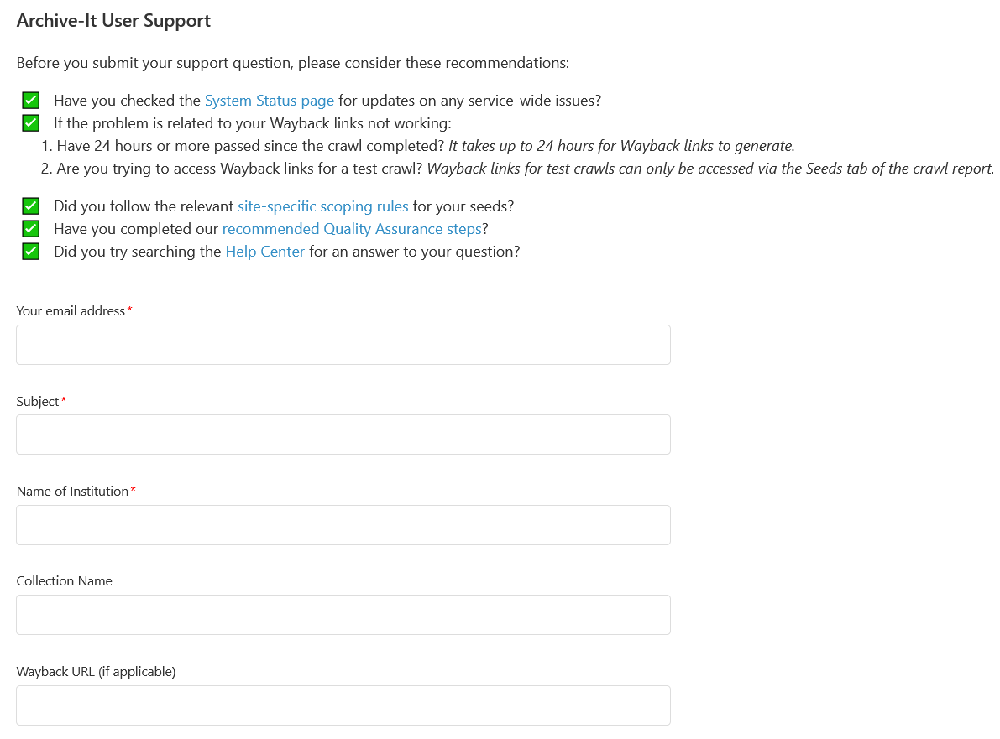 Archive-It User Support
Before you submit your support question, please consider these recommendations:
Have you checked the System Status page for updates on any service-wide issues?
If the problem is related to your Wayback links not working:
1. Have 24 hours or more passed since the crawl completed? It takes up to 24 hours for Wayback links to generate.
2. Are you trying to access Wayback links for a test crawl? Wayback links for test crawls can only be accessed via the Seeds tab of the crawl report.
Did you follow the relevant site-specific scoping rules for your seeds?
Have you completed our recommended Quality Assurance steps?
Did you try searching the Help Center for an answer to your question?
Your email address*
Subject*
Name of Institution*
Collection Name
Wayback URL (if applicable)